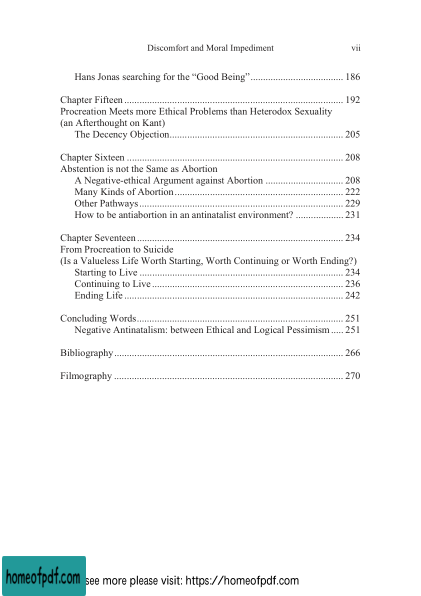 Discomfort and Moral Impediment vii
Hans Jonas searching for the “Good Being”.................................... 186
Chapter Fifteen ..................................................................................... 192
Procreation Meets more Ethical Problems than Heterodox Sexuality
(an Afterthought on Kant)
The Decency Objection.................................................................... 205
Chapter Sixteen .................................................................................... 208
Abstention is not the Same as Abortion
A Negative-ethical Argument against Abortion .............................. 208
Many Kinds of Abortion.................................................................. 222
Other Pathways................................................................................ 229
How to be antiabortion in an antinatalist environment? ................... 231
Chapter Seventeen ................................................................................ 234
From Procreation to Suicide
(Is a Valueless Life Worth Starting, Worth Continuing or Worth Ending?)
Starting to Live ................................................................................ 234
Continuing to Live ........................................................................... 236
Ending Life ...................................................................................... 242
Concluding Words................................................................................. 251
Negative Antinatalism: between Ethical and Logical Pessimism ..... 251
Bibliography.......................................................................................... 266
Filmography .......................................................................................... 270
homeofpdf.com see more please visit: https://homeofpdf.com